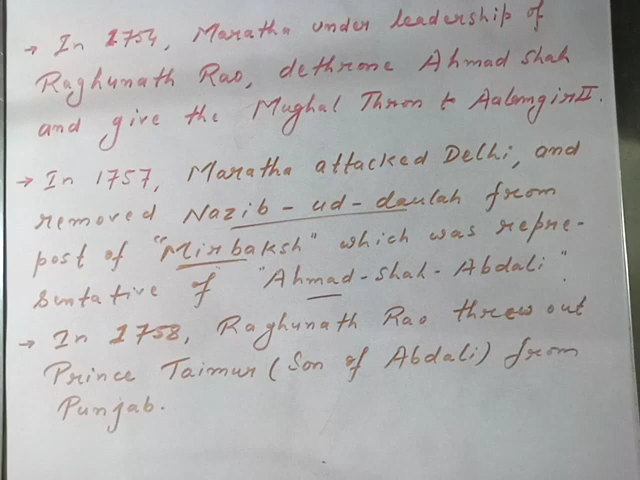 → In 1754, Maratha under leadership of
Raghunath Rao, dethrone Ahmad Shah
and give the Mughal Thron to Aalamgir II.
→ In 1757, Maratha attacked Delhi, and
removed Nazib-ud-daulah from
post of "Mirbaksh" which was repre-
sentative of "Ahmad-Shah-Abdali".
→ In 1758, Raghunath Rao threw out
Prince Taimur (Son of Abdali) from
Punjab.